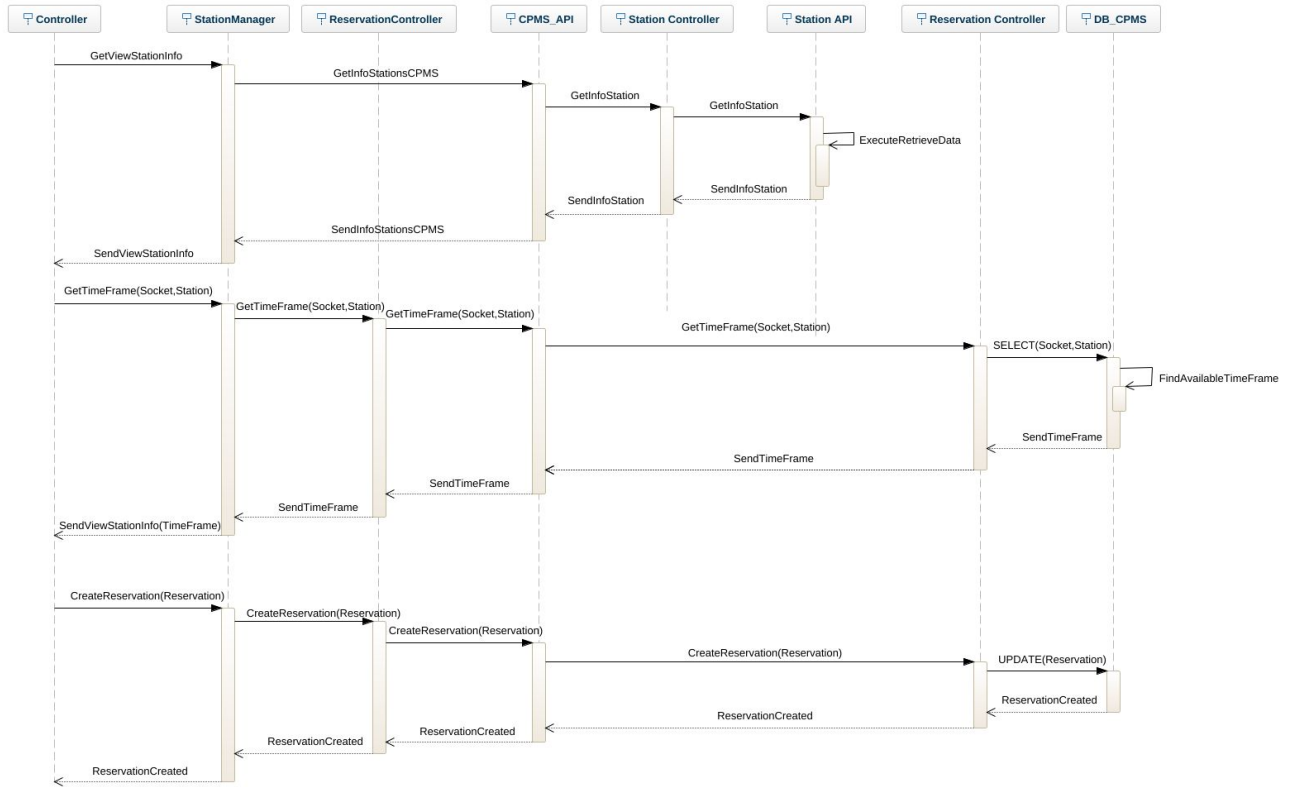 Controller
StationManager
ReservationController
CPMS_API
Station Controller
Station API
Reservation Controller
DB_CPMS
GetViewStationInfo
GetInfoStationsCPMS
GetInfoStation
GetInfoStation
ExecuteRetrieveData
SendInfoStation
SendInfoStation
SendInfoStationsCPMS
SendViewStationInfo
GetTimeFrame(Socket,Station)
GetTimeFrame(Socket,Station)
GetTimeFrame(Socket,Station)
GetTimeFrame(Socket,Station)
SELECT(Socket,Station)
FindAvailableTimeFrame
SendTimeFrame
SendTimeFrame
SendTimeFrame
SendTimeFrame
SendViewStationInfo(TimeFrame)
CreateReservation(Reservation)
CreateReservation(Reservation)
CreateReservation(Reservation)
CreateReservation(Reservation)
UPDATE(Reservation)
ReservationCreated
ReservationCreated
ReservationCreated
ReservationCreated
ReservationCreated